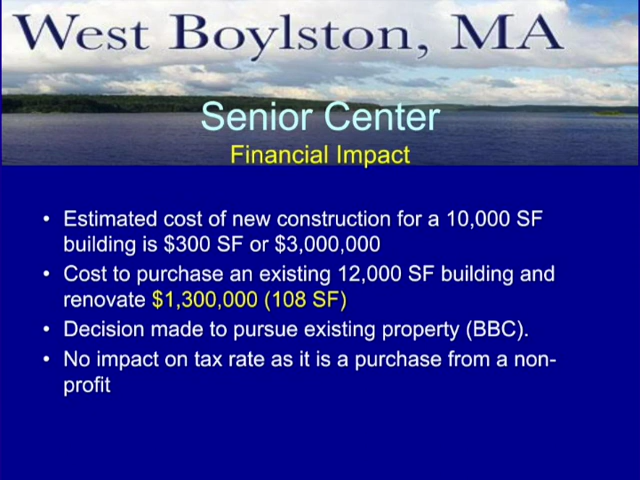 West Boylston, MA
Senior Center
Financial Impact
• Estimated cost of new construction for a 10,000 SF
building is $300 SF or $3,000,000
• Cost to purchase an existing 12,000 SF building and
renovate $1,300,000 (108 SF)
• Decision made to pursue existing property (BBC).
• No impact on tax rate as it is a purchase from a non-
profit